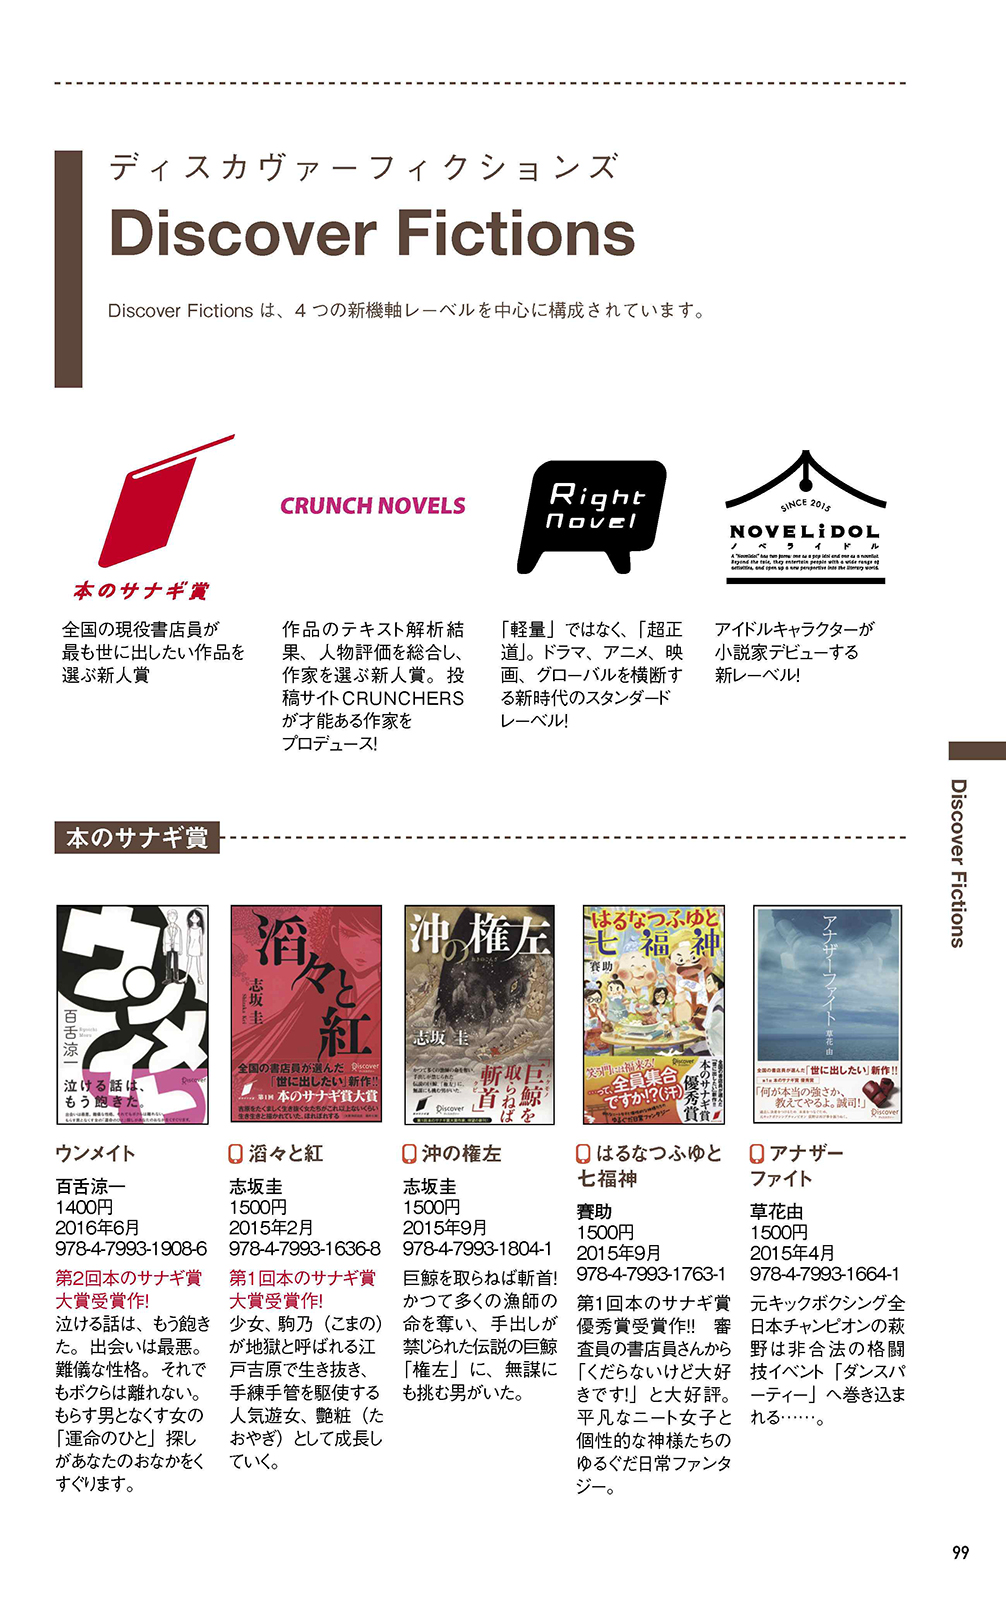 ディスカヴァーフィクションズ
Discover Fictions
Discover Fictions は、4 つの新機軸レーベルを中心に構成されています。
本のサナギ賞
全国の現役書店員が
最も世に出したい作品を
選ぶ新人賞
CRUNCH NOVELS
作品のテキスト解析結
果、人物評価を総合し、
作家を選ぶ新人賞。投
稿サイトCRUNCHERS
が才能ある作家を
プロデュース!
Right
novel
「軽量」ではなく、「超正
道」。ドラマ、アニメ、映
画、グローバルを横断す
る新時代のスタンダード
レーベル!
SINCE 2015
NOVELiDOL
ノベライドル
A "Novelidol" has two forms: one as a pop idol and one as a novelist.
Beyond the tale, they entertain people with a wide range of
activities, and open up a new perspective into the literary world.
アイドルキャラクターが
小説家デビューする
新レーベル!
Discover Fictions
本のサナギ賞
ウンメイト
百舌涼一
泣ける話は、
もう飽きた。
Discover
滔々と紅
志坂圭
全国の書店員が選んだ
「世に出したい」新作!!
第1回 本のサナギ賞大賞
Discover
沖の権左
志坂圭
「巨鯨を
取らねば
斬首」
Discover
はるなつふゆと
七福神
賽助
Discover
笑う門には福来る!
って全員集合
ですか!?(汗)
本のサナギ賞
優秀賞
アナザーファイト
草花由
全国の書店員が選んだ「世に出したい」新作!!
「何が本当の強さか、
教えてやるよ。誠司!」
Discover
ウンメイト
百舌涼一
1400円
2016年6月
978-4-7993-1908-6
第2回本のサナギ賞
大賞受賞作!
泣ける話は、もう飽き
た。出会いは最悪。
難儀な性格。それで
もボクらは離れない。
もらす男となくす女の
「運命のひと」探し
があなたのおなかをく
すぐります。
滔々と紅
志坂圭
1500円
2015年2月
978-4-7993-1636-8
第1回本のサナギ賞
大賞受賞作!
少女、駒乃（こまの）
が地獄と呼ばれる江
戸吉原で生き抜き、
手練手管を駆使する
人気遊女、艶粧（た
おやぎ）として成長し
ていく。
沖の権左
志坂圭
1500円
2015年9月
978-4-7993-1804-1
巨鯨を取らねば斬首!
かつて多くの漁師の
命を奪い、手出しが
禁じられた伝説の巨鯨
「権左」に、無謀に
も挑む男がいた。
はるなつふゆと
七福神
賽助
1500円
2015年9月
978-4-7993-1763-1
第1回本のサナギ賞
優秀賞受賞作!! 審
査員の書店員さんから
「くだらないけど大好
きです!」と大好評。
平凡なニート女子と
個性的な神様たちの
ゆるぐだ日常ファンタ
ジー。
アナザー
ファイト
草花由
1500円
2015年4月
978-4-7993-1664-1
元キックボクシング全
日本チャンピオンの萩
野は非合法の格闘
技イベント「ダンスパ
ーティー」へ巻き込ま
れる……。
99